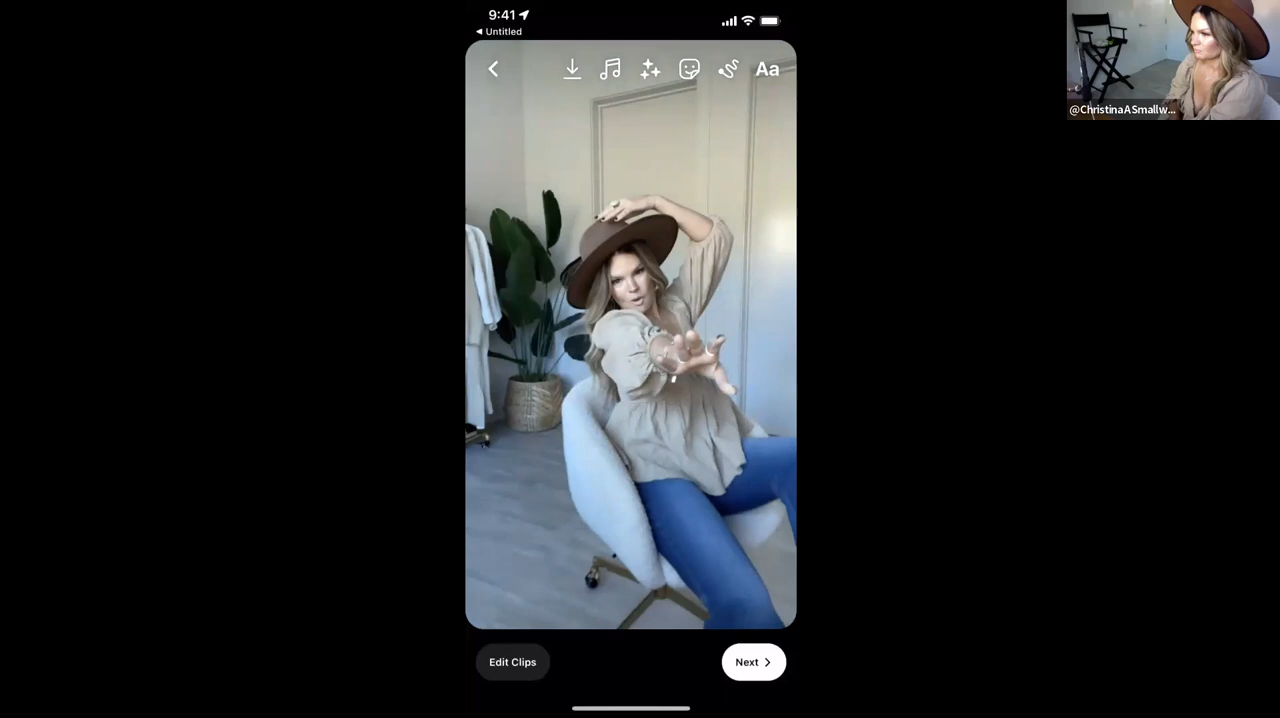 9:41
◀ Untitled
Aa
@ChristinaASmallw...
Edit Clips
Next >